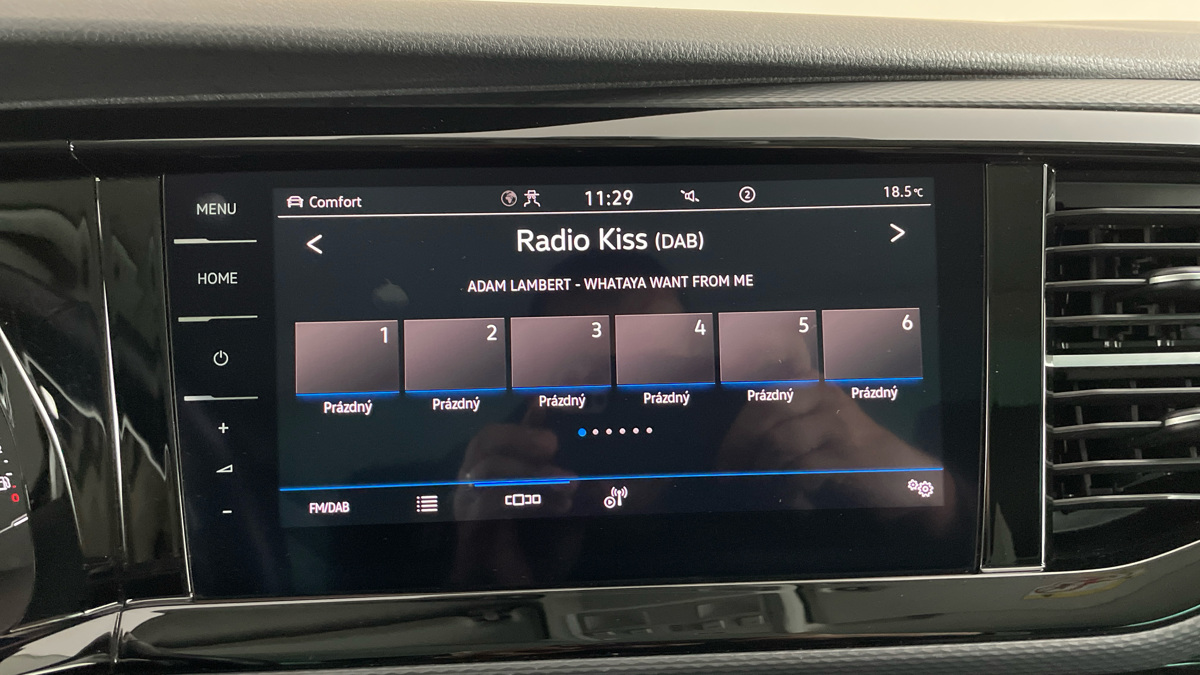 MENU
HOME
Comfort
11:29
2
18.5°C
Radio Kiss (DAB)
ADAM LAMBERT - WHATAYA WANT FROM ME
1 2 3 4 5 6
Prázdný Prázdný Prázdný Prázdný Prázdný Prázdný
FM/DAB